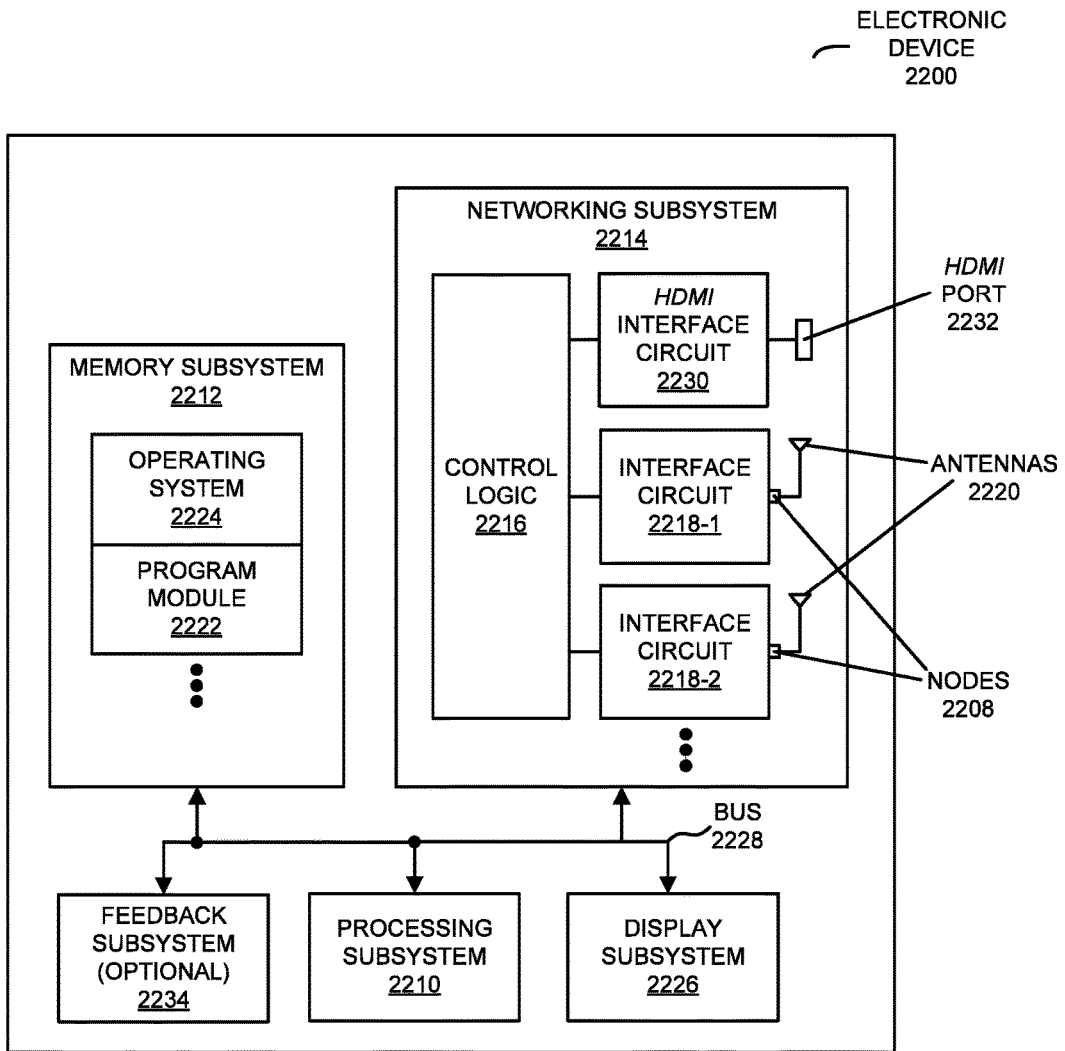 ELECTRONIC
DEVICE
2200
NETWORKING SUBSYSTEM
2214
HDMI
INTERFACE
CIRCUIT
2230
HDMI
PORT
2232
MEMORY SUBSYSTEM
2212
OPERATING
SYSTEM
2224
PROGRAM
MODULE
2222
CONTROL
LOGIC
2216
INTERFACE
CIRCUIT
2218-1
ANTENNAS
2220
INTERFACE
CIRCUIT
2218-2
NODES
2208
BUS
2228
FEEDBACK
SUBSYSTEM
(OPTIONAL)
2234
PROCESSING
SUBSYSTEM
2210
DISPLAY
SUBSYSTEM
2226